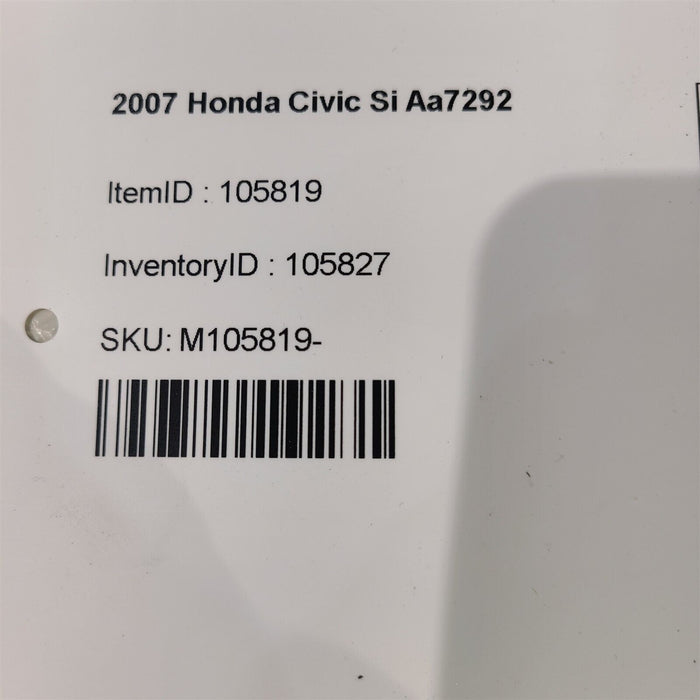 2007 Honda Civic Si Aa7292
ItemID : 105819
InventoryID : 105827
SKU: M105819-